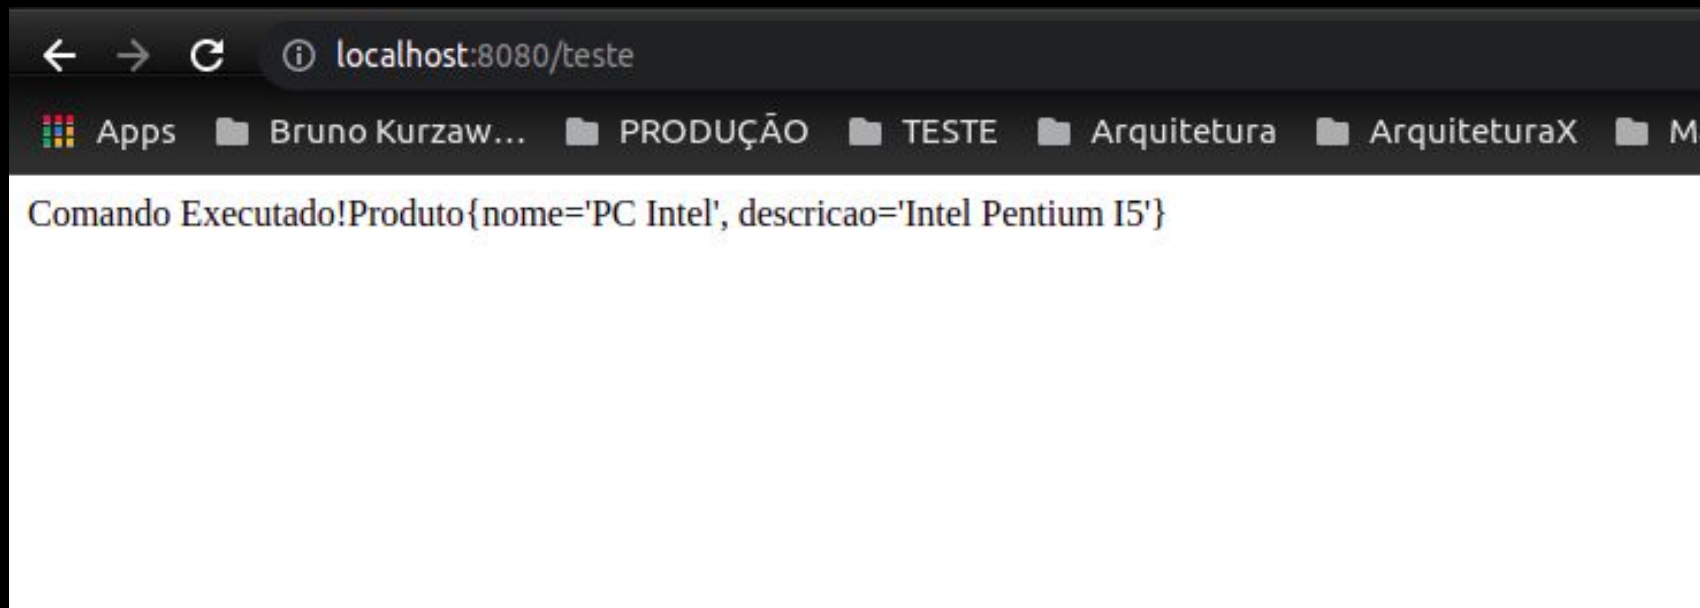 localhost:8080/teste
Apps Bruno Kurzaw... PRODUÇÃO TESTE Arquitetura ArquiteturaX M
Comando Executado!Produto{nome='PC Intel', descricao='Intel Pentium I5'}